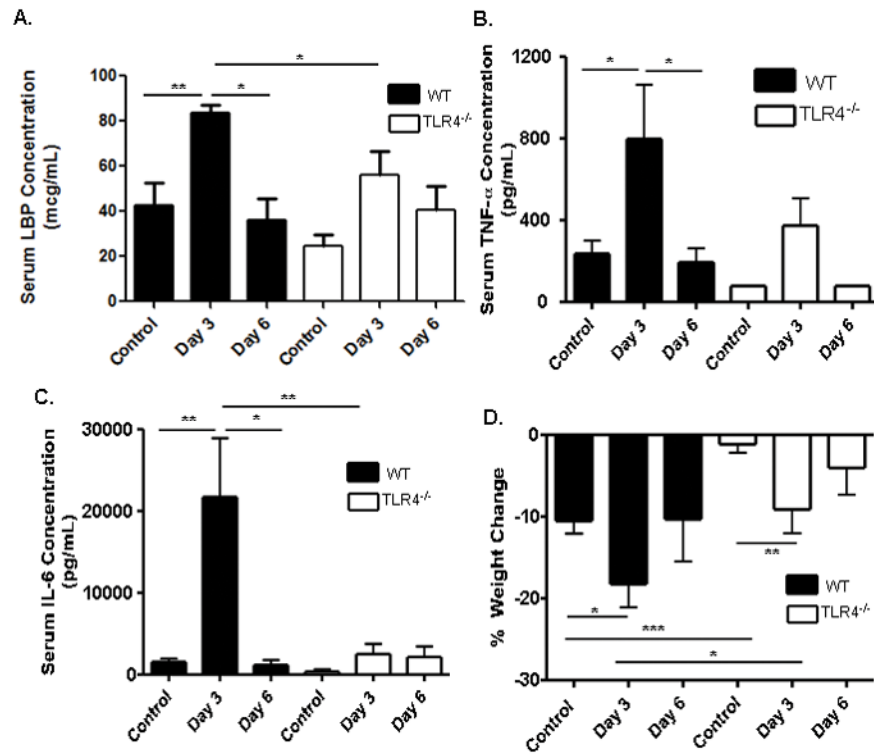 A.
Serum LBP Concentration
(mcg/mL)
100
80
60
40
20
0
**
*
*
WT
TLR4-/-
Control
Day 3
Day 6
Control
Day 3
Day 6
B.
Serum TNF-α Concentration
(pg/mL)
1200
800
400
0
*
*
WT
TLR4-/-
Control
Day 3
Day 6
Control
Day 3
Day 6
C.
Serum IL-6 Concentration
(pg/mL)
30000
20000
10000
0
**
**
*
WT
TLR4-/-
Control
Day 3
Day 6
Control
Day 3
Day 6
D.
% Weight Change
0
-10
-20
-30
**
*
***
*
WT
TLR4-/-
Control
Day 3
Day 6
Control
Day 3
Day 6